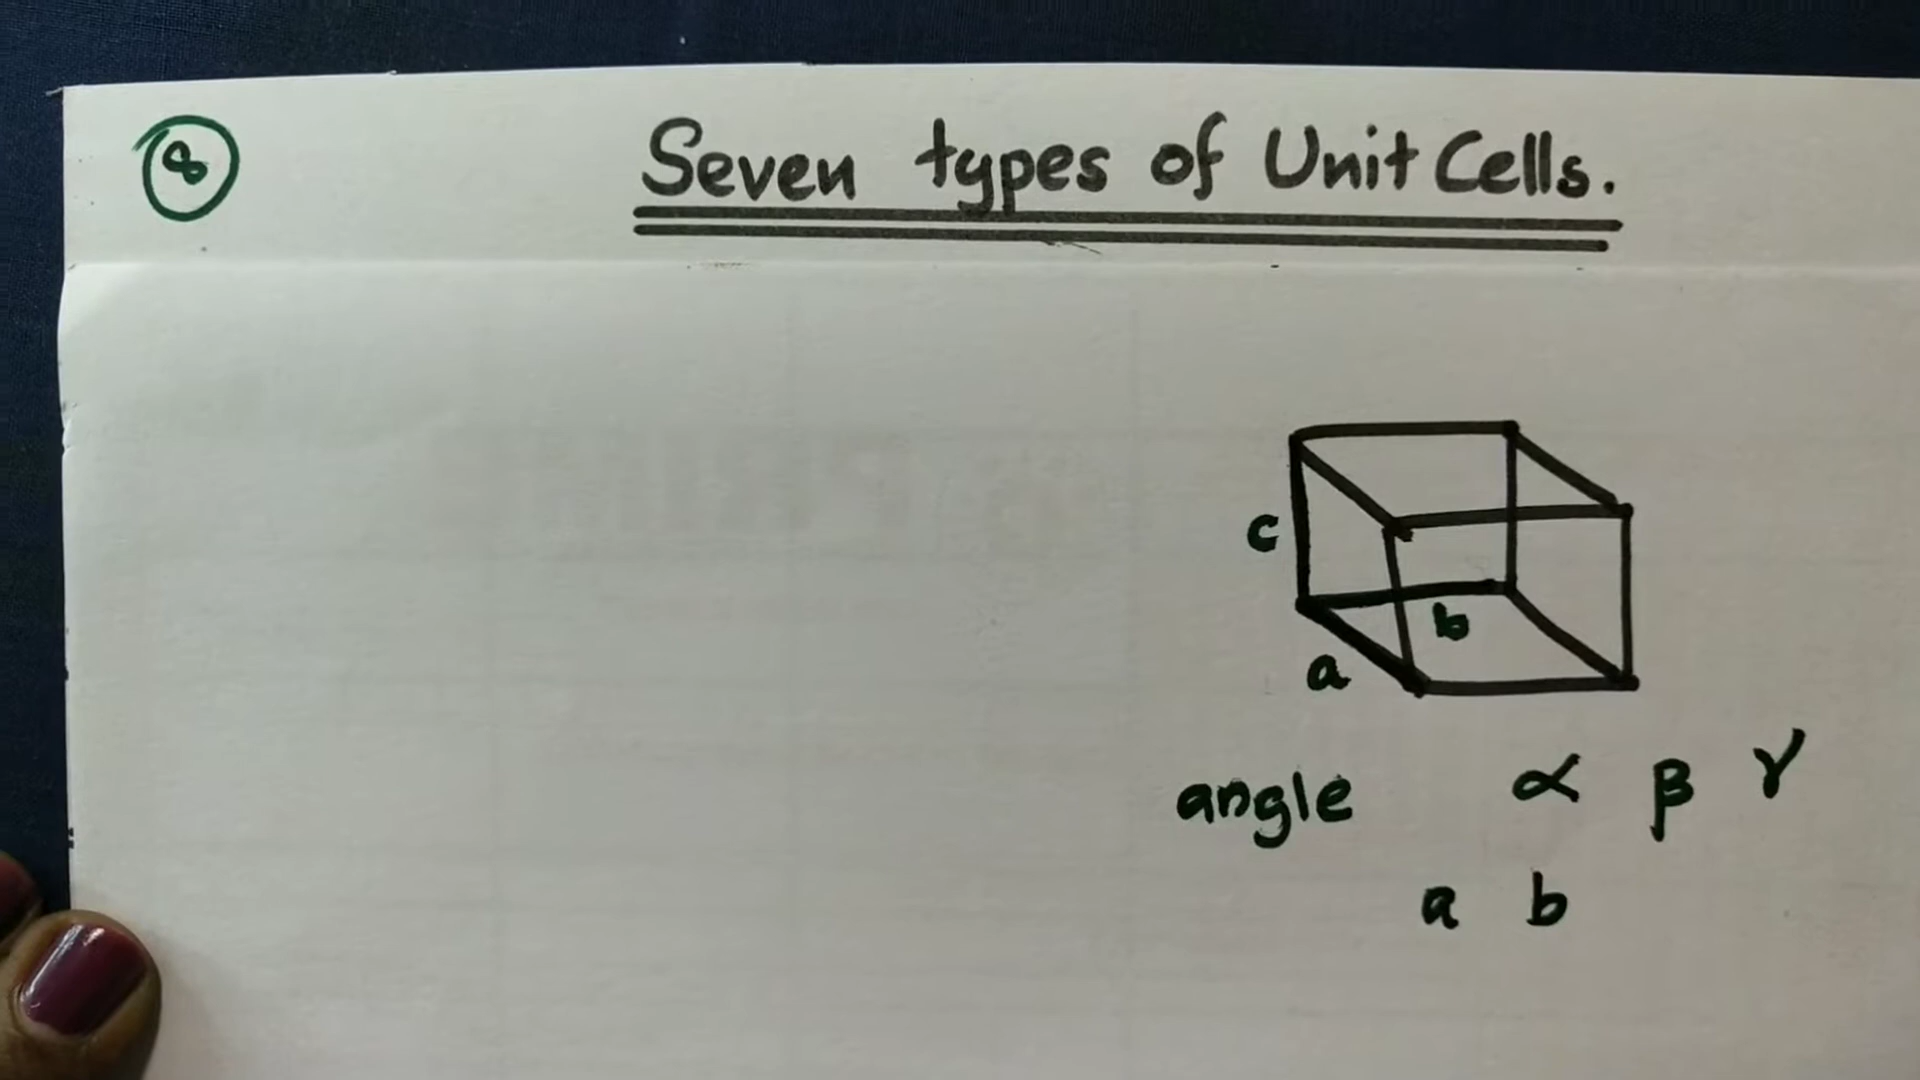 8
Seven types of Unit Cells.
c
b
a
angle α β γ
a b